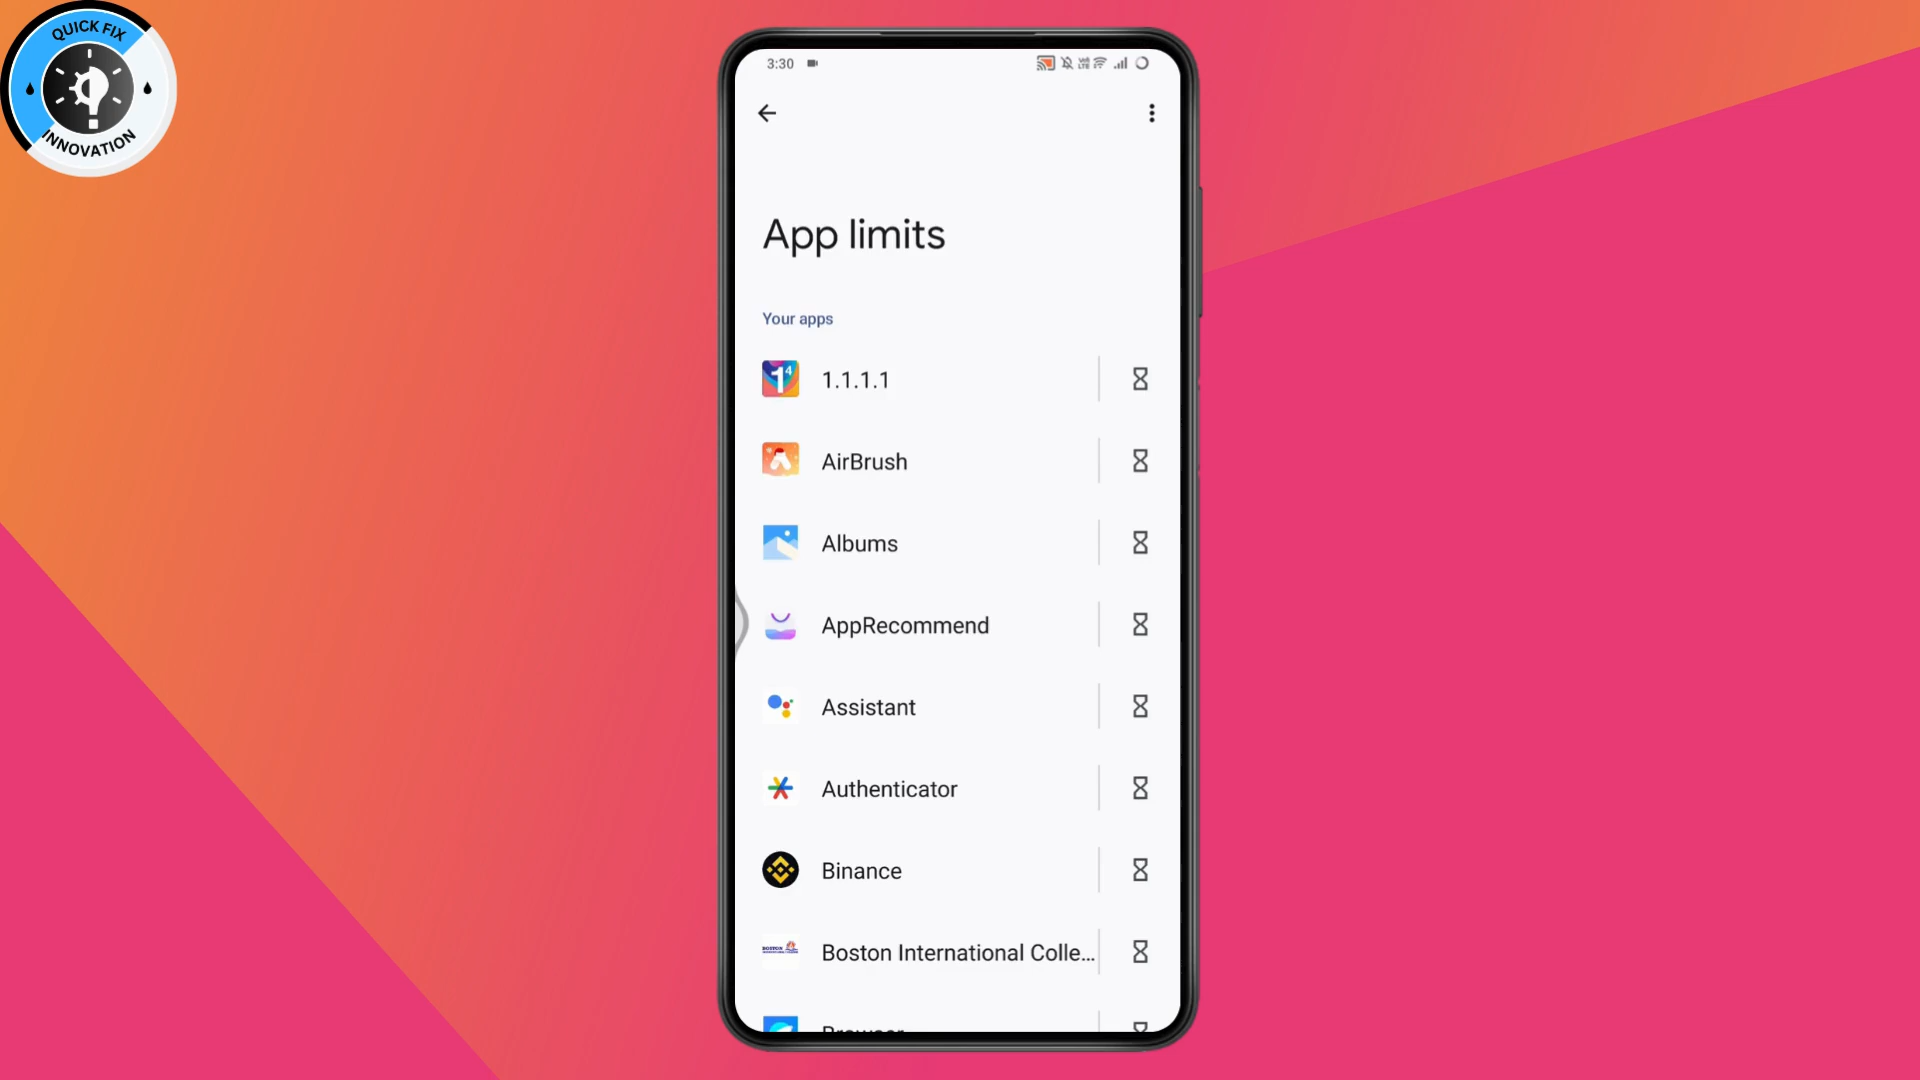 QUICK FIX
INNOVATION
3:30
App limits
Your apps
1.1.1.1
AirBrush
Albums
AppRecommend
Assistant
Authenticator
Binance
Boston International Colle...
Browser